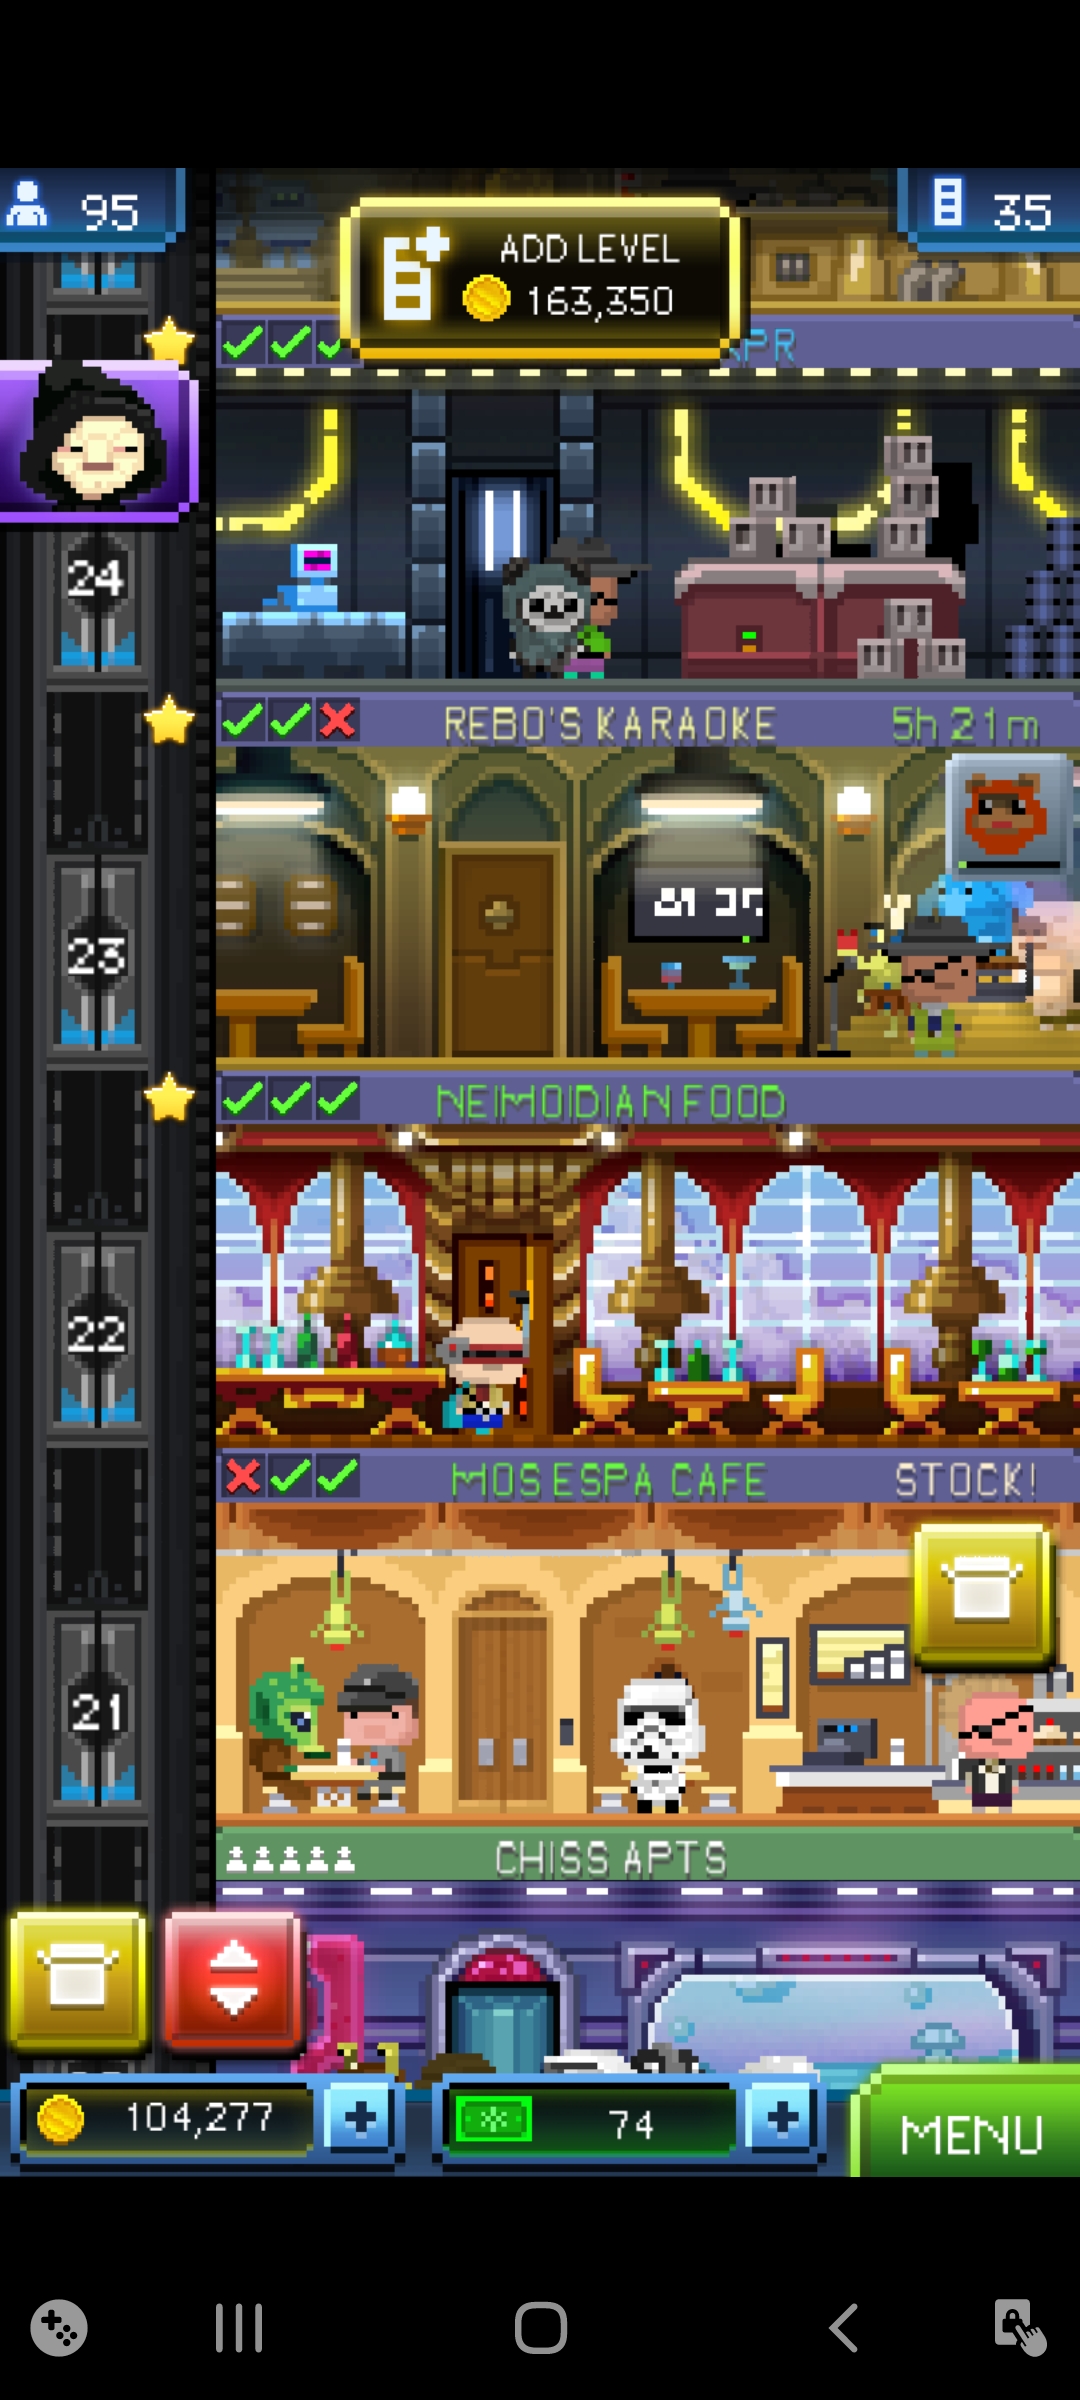 95
ADD LEVEL
163,350
35
24
REBO'S KARAOKE
5h 21m
23
NEIMOIDIAN FOOD
22
MOS ESPA CAFE
STOCK!
21
CHISS APTS
104,277
74
MENU